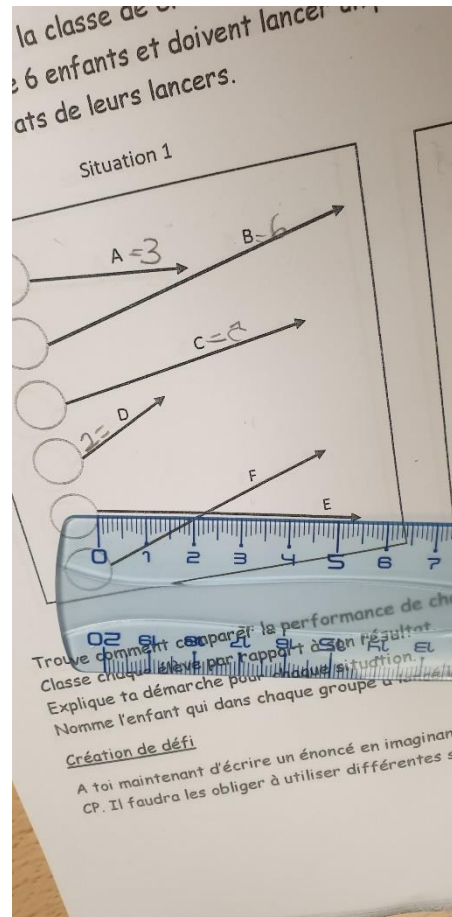 la classe de
6 enfants et doivent lancer un
ats de leurs lancers.
Situation 1
A =3
B=6
C=
2= D
F
E
0 1 2 3 4 5 6 7
Trouve comment comparer la performance de
Classe chaque élève par rapport à son résultat
Explique ta démarche pour chaque situation.
Nomme l'enfant qui dans chaque groupe a
Création de défi
A toi maintenant d'écrire un énoncé en imaginan
CP. Il faudra les obliger à utiliser différentes s